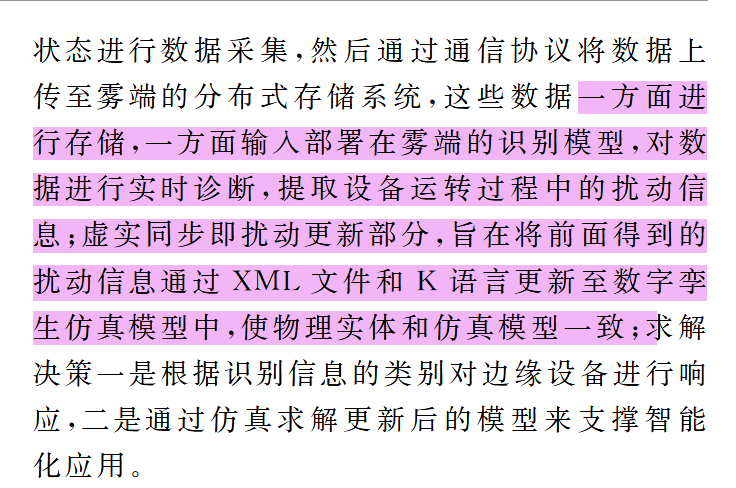 状态进行数据采集,然后通过通信协议将数据上
传至雾端的分布式存储系统,这些数据一方面进
行存储,一方面输入部署在雾端的识别模型,对数
据进行实时诊断,提取设备运转过程中的扰动信
息;虚实同步即扰动更新部分,旨在将前面得到的
扰动信息通过 XML 文件和 K 语言更新至数字孪
生仿真模型中,使物理实体和仿真模型一致;求解
决策一是根据识别信息的类别对边缘设备进行响
应,二是通过仿真求解更新后的模型来支撑智能
化应用。